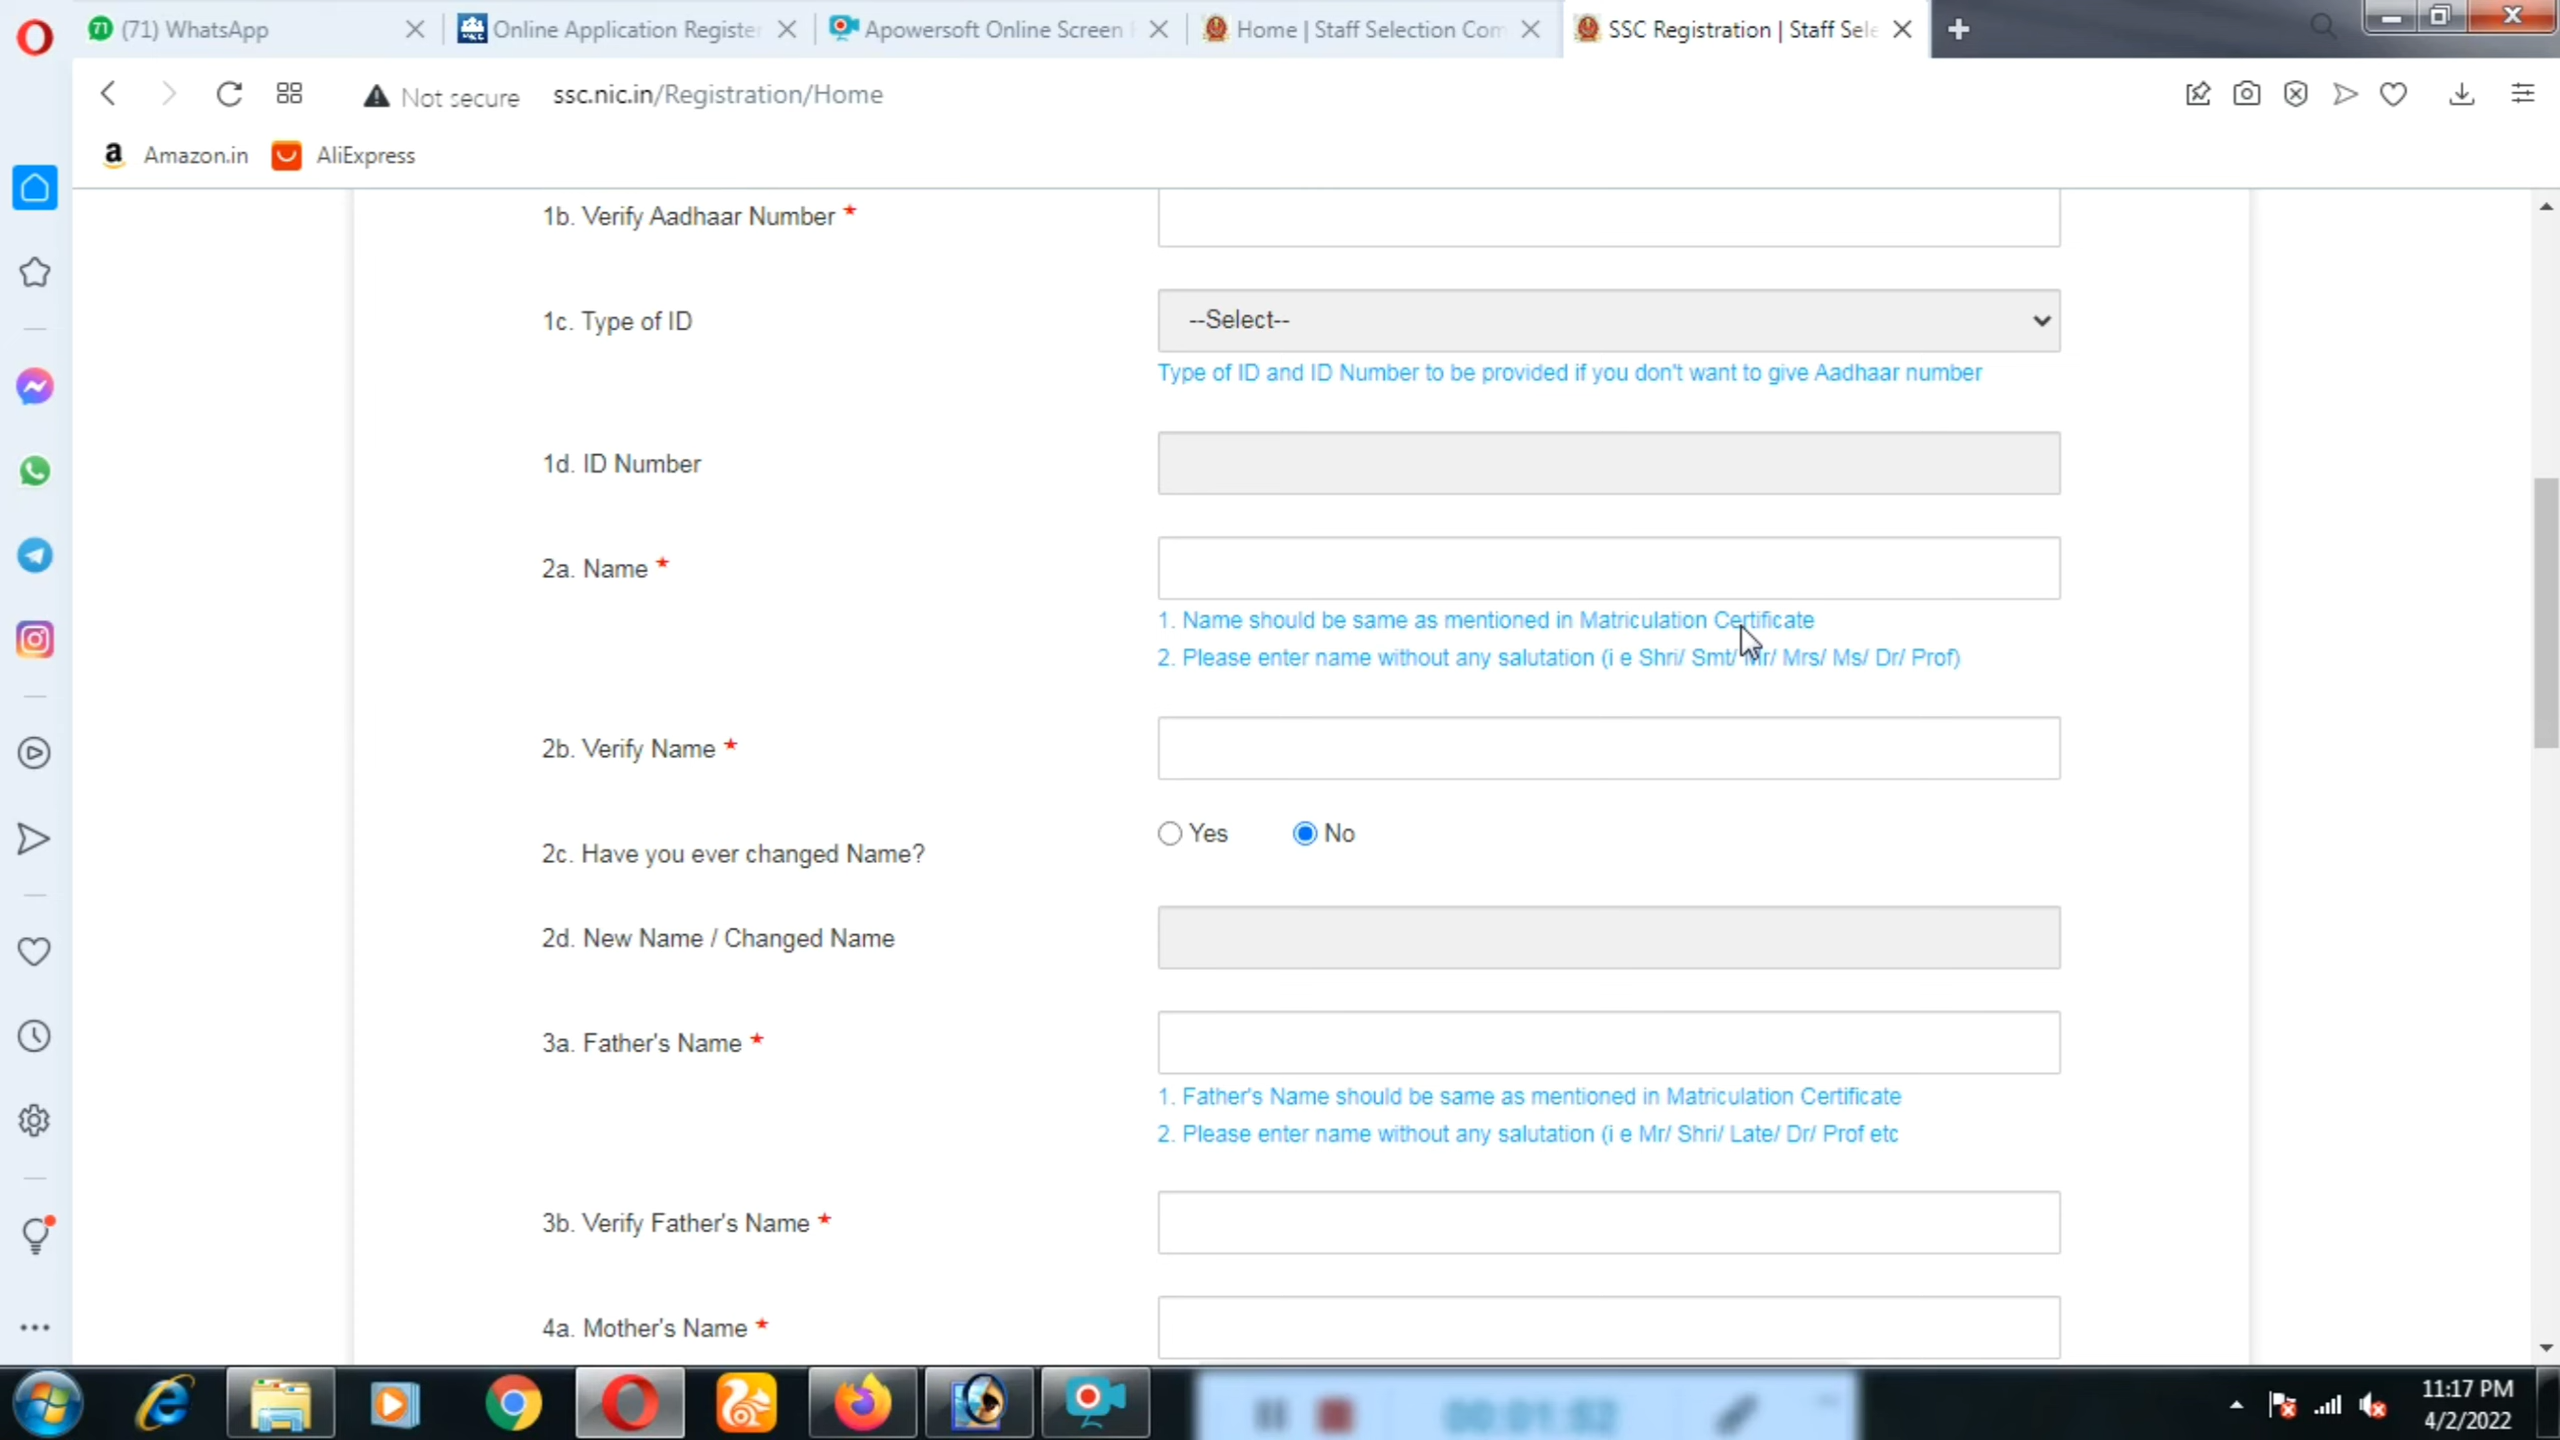 71 (71) WhatsApp
Online Application Register
Apowersoft Online Screen
Home | Staff Selection Com
SSC Registration | Staff Sele
Not secure ssc.nic.in/Registration/Home
a Amazon.in AliExpress
1b. Verify Aadhaar Number *
1c. Type of ID
--Select--
Type of ID and ID Number to be provided if you don't want to give Aadhaar number
1d. ID Number
2a. Name *
1. Name should be same as mentioned in Matriculation Certificate
2. Please enter name without any salutation (i e Shri/ Smt/ Mr/ Mrs/ Ms/ Dr/ Prof)
2b. Verify Name *
2c. Have you ever changed Name?
Yes No
2d. New Name / Changed Name
3a. Father's Name *
1. Father's Name should be same as mentioned in Matriculation Certificate
2. Please enter name without any salutation (i e Mr/ Shri/ Late/ Dr/ Prof etc
3b. Verify Father's Name *
4a. Mother's Name *
00:01:52
11:17 PM
4/2/2022